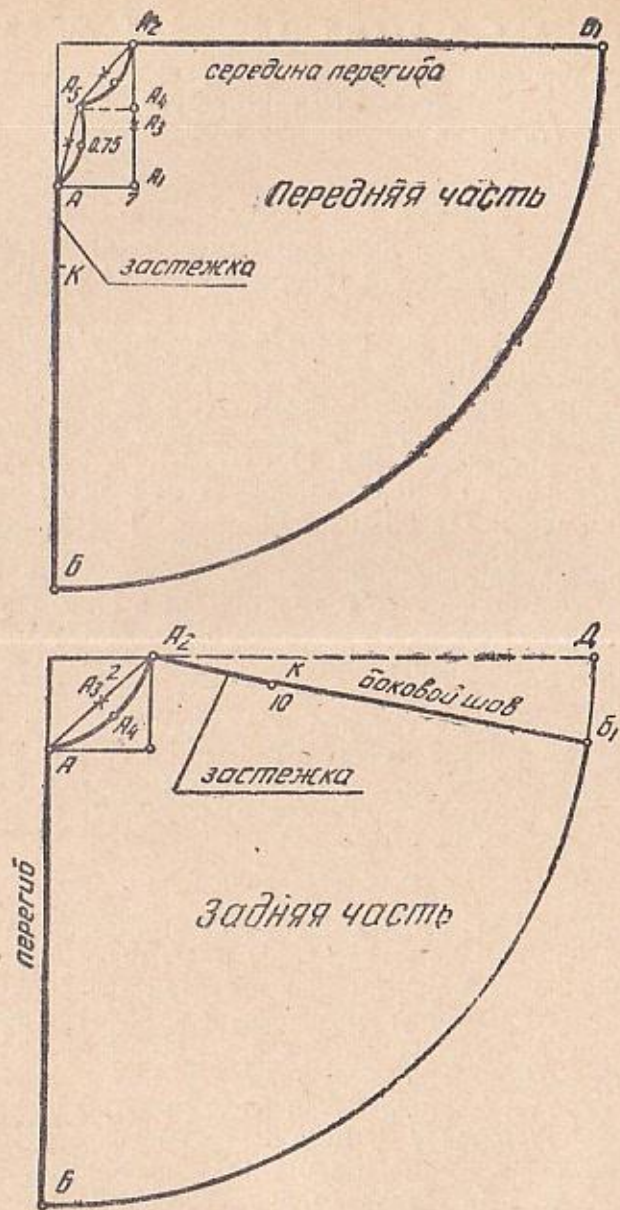 А2
середина перегиба
А5
А4
А3
0.75
А
7
А1
Передняя часть
К
застежка
Б
А2
Д
А3
2
К
10
боковой шов
Б1
А4
А
застежка
перегиб
Задняя часть
Б